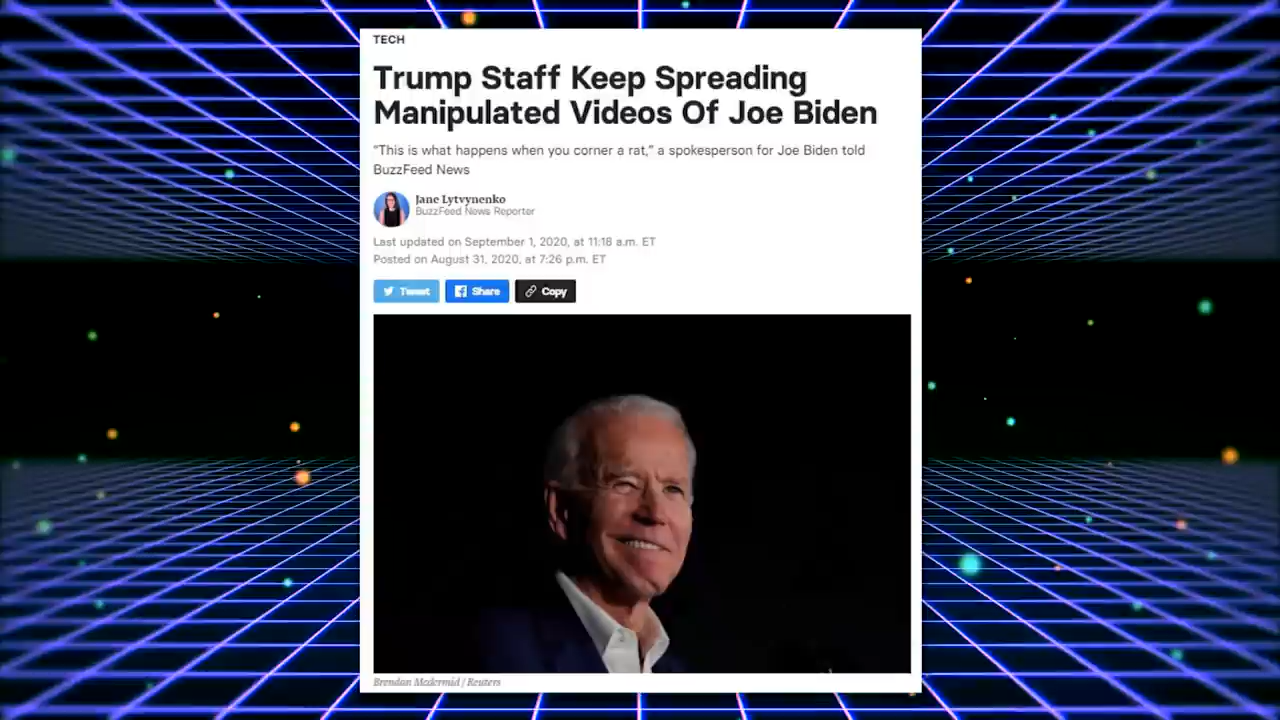 TECH
Trump Staff Keep Spreading
Manipulated Videos Of Joe Biden
“This is what happens when you corner a rat,” a spokesperson for Joe Biden told
BuzzFeed News
Jane Lytvynenko
BuzzFeed News Reporter
Last updated on September 1, 2020, at 11:18 a.m. ET
Posted on August 31, 2020, at 7:26 p.m. ET
Tweet Share Copy
Brendan Mcdermid / Reuters